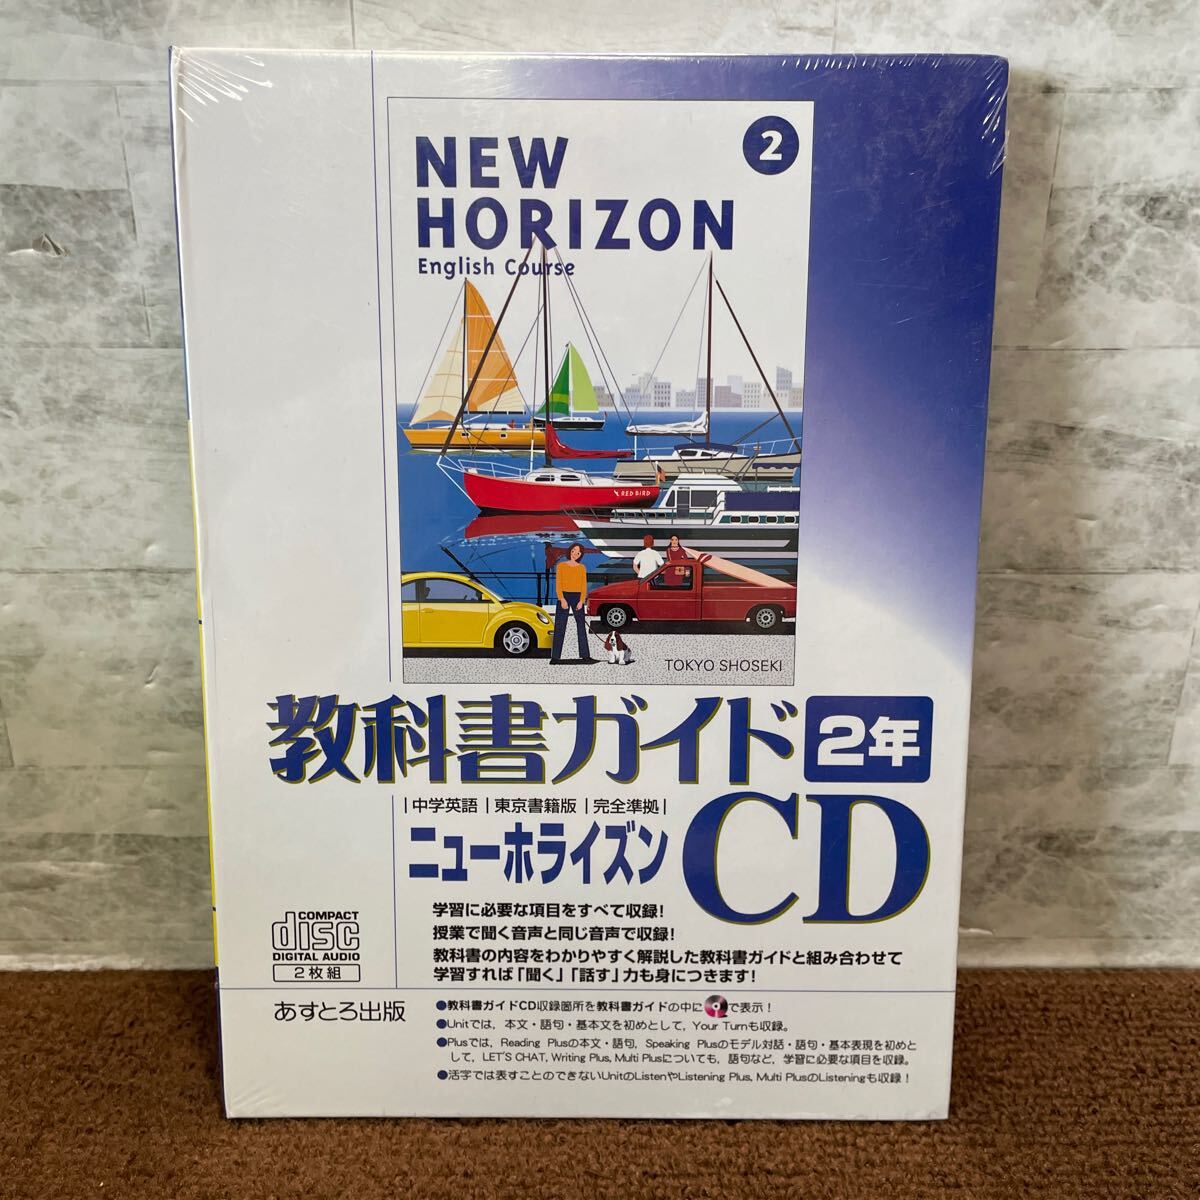 NEW
HORIZON
2
English Course
RED BIRD
TOKYO SHOSEKI
教科書ガイド 2年
|中学英語|東京書籍版|完全準拠|
ニューホライズン CD
学習に必要な項目をすべて収録!
授業で聞く音声と同じ音声で収録!
教科書の内容をわかりやすく解説した教科書ガイドと組み合わせて
学習すれば「聞く」「話す」力も身につきます!
COMPACT
disc
DIGITAL AUDIO
2枚組
あすとろ出版
●教科書ガイドCD収録箇所を教科書ガイドの中に で表示!
●Unitでは,本文・語句・基本文を初めとして,Your Turnも収録。
●Plusでは,Reading Plusの本文・語句,Speaking Plusのモデル対話・語句・基本表現を初めと
して,LET'S CHAT,Writing Plus,Multi Plusについても,語句など,学習に必要な項目を収録。
●活字では表すことのできないUnitのListenやListening Plus,Multi PlusのListeningも収録!